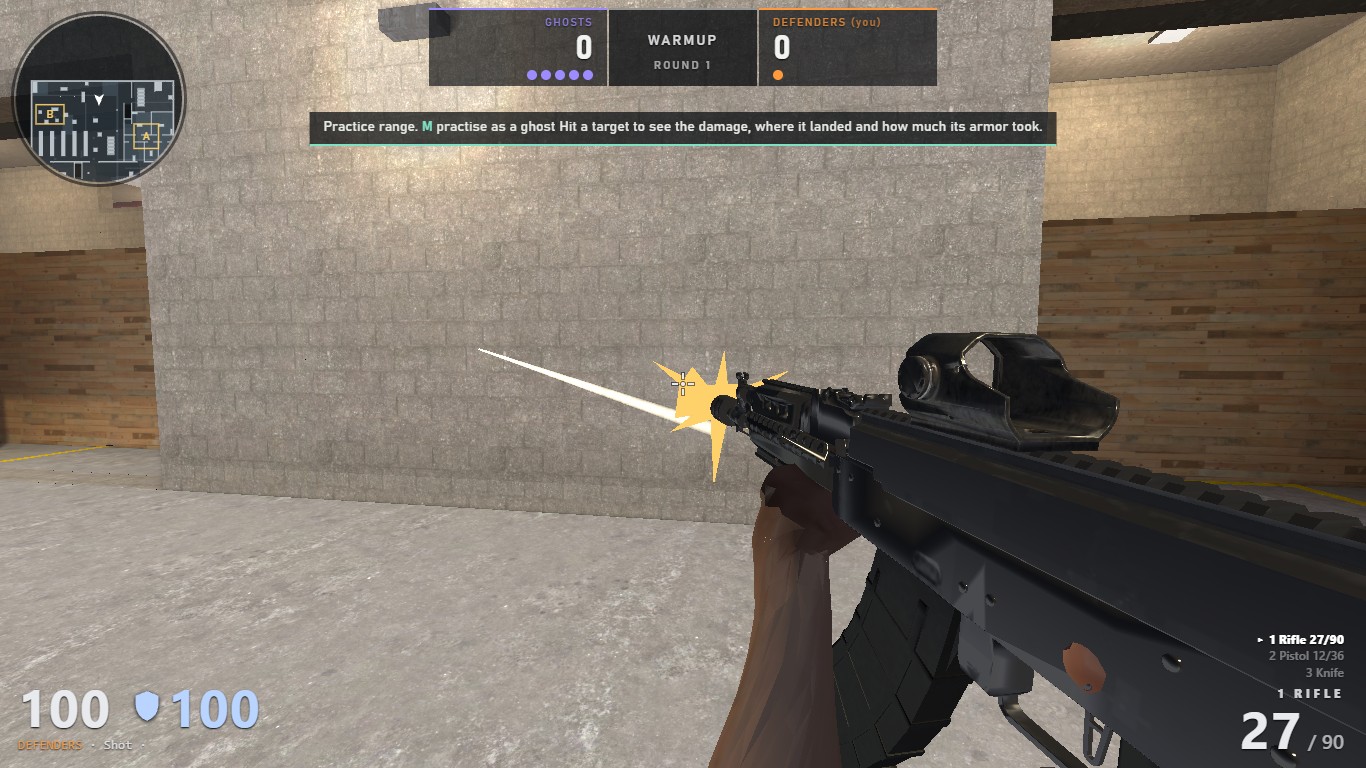 GHOSTS
0
WARMUP
ROUND 1
DEFENDERS (you)
0
B
A
Practice range. M practise as a ghost Hit a target to see the damage, where it landed and how much its armor took.
1 Rifle 27/90
2 Pistol 12/36
3 Knife
1 RIFLE
27 / 90
100 100
DEFENDERS · Shot ·